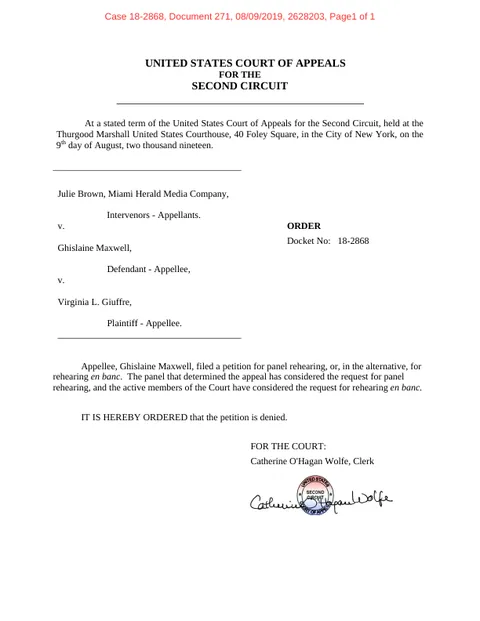 Case 18-2868, Document 271, 08/09/2019, 2628203, Page1 of 1
UNITED STATES COURT OF APPEALS
FOR THE
SECOND CIRCUIT
At a stated term of the United States Court of Appeals for the Second Circuit, held at the
Thurgood Marshall United States Courthouse, 40 Foley Square, in the City of New York, on the
9th day of August, two thousand nineteen.
Julie Brown, Miami Herald Media Company,
Intervenors - Appellants.
v.
ORDER
Docket No: 18-2868
Ghislaine Maxwell,
Defendant - Appellee,
v.
Virginia L. Giuffre,
Plaintiff - Appellee.
Appellee, Ghislaine Maxwell, filed a petition for panel rehearing, or, in the alternative, for
rehearing en banc. The panel that determined the appeal has considered the request for panel
rehearing, and the active members of the Court have considered the request for rehearing en banc.
IT IS HEREBY ORDERED that the petition is denied.
FOR THE COURT:
Catherine O'Hagan Wolfe, Clerk
UNITED STATES
SECOND
CIRCUIT
COURT OF APPEALS
Catherine O'Hagan Wolfe